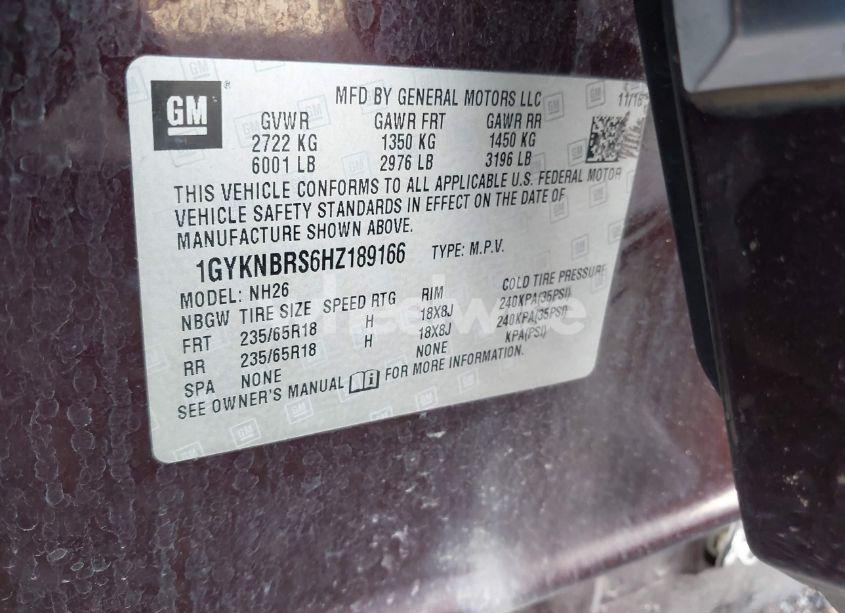 GM
MFD BY GENERAL MOTORS LLC 11/16
GVWR GAWR FRT GAWR RR
2722 KG 1350 KG 1450 KG
6001 LB 2976 LB 3196 LB
THIS VEHICLE CONFORMS TO ALL APPLICABLE U.S. FEDERAL MOTOR
VEHICLE SAFETY STANDARDS IN EFFECT ON THE DATE OF
MANUFACTURE SHOWN ABOVE.
1GYKNBRS6HZ189166 TYPE: M.P.V.
MODEL: NH26
NBGW TIRE SIZE SPEED RTG RIM COLD TIRE PRESSURE
FRT 235/65R18 H 18X8J 240KPA(35PSI)
RR 235/65R18 H 18X8J 240KPA(35PSI)
SPA NONE NONE KPA(PSI)
SEE OWNER'S MANUAL FOR MORE INFORMATION.